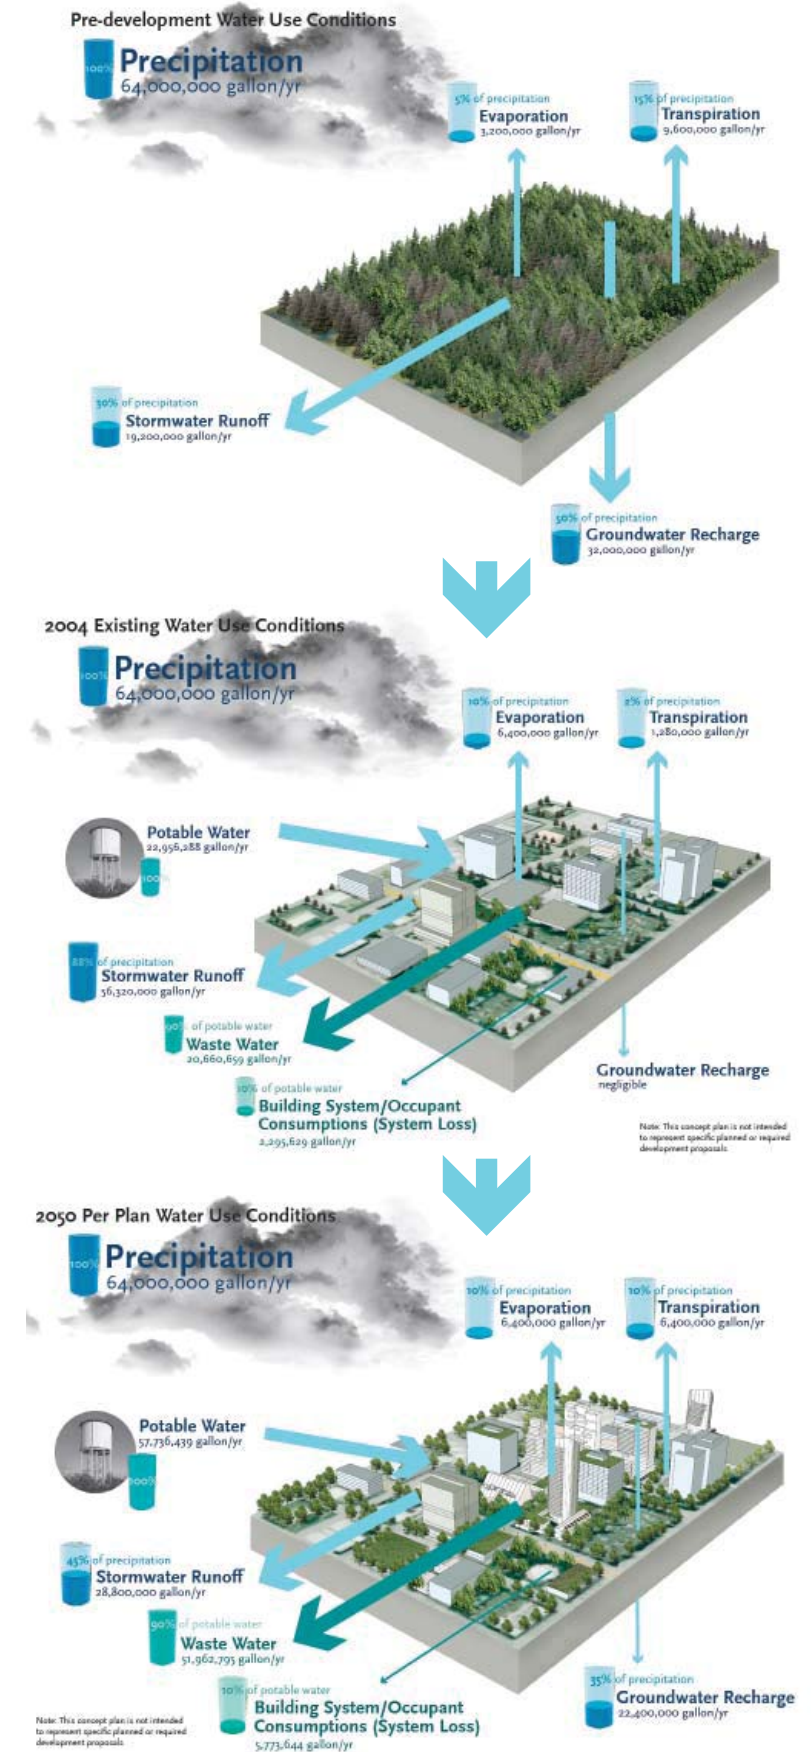 Pre-development Water Use Conditions
100%
Precipitation
64,000,000 gallon/yr
5% of precipitation
Evaporation
3,200,000 gallon/yr
15% of precipitation
Transpiration
9,600,000 gallon/yr
30% of precipitation
Stormwater Runoff
19,200,000 gallon/yr
50% of precipitation
Groundwater Recharge
32,000,000 gallon/yr
2004 Existing Water Use Conditions
100%
Precipitation
64,000,000 gallon/yr
10% of precipitation
Evaporation
6,400,000 gallon/yr
2% of precipitation
Transpiration
1,280,000 gallon/yr
Potable Water
22,956,288 gallon/yr
100%
88% of precipitation
Stormwater Runoff
56,320,000 gallon/yr
90% of potable water
Waste Water
20,660,659 gallon/yr
10% of potable water
Building System/Occupant
Consumptions (System Loss)
2,295,629 gallon/yr
Groundwater Recharge
negligible
Note: This concept plan is not intended
to represent specific planned or required
development proposals
2050 Per Plan Water Use Conditions
100%
Precipitation
64,000,000 gallon/yr
10% of precipitation
Evaporation
6,400,000 gallon/yr
10% of precipitation
Transpiration
6,400,000 gallon/yr
Potable Water
57,736,439 gallon/yr
100%
45% of precipitation
Stormwater Runoff
28,800,000 gallon/yr
90% of potable water
Waste Water
51,962,795 gallon/yr
10% of potable water
Building System/Occupant
Consumptions (System Loss)
5,773,644 gallon/yr
35% of precipitation
Groundwater Recharge
22,400,000 gallon/yr
Note: This concept plan is not intended
to represent specific planned or required
development proposals